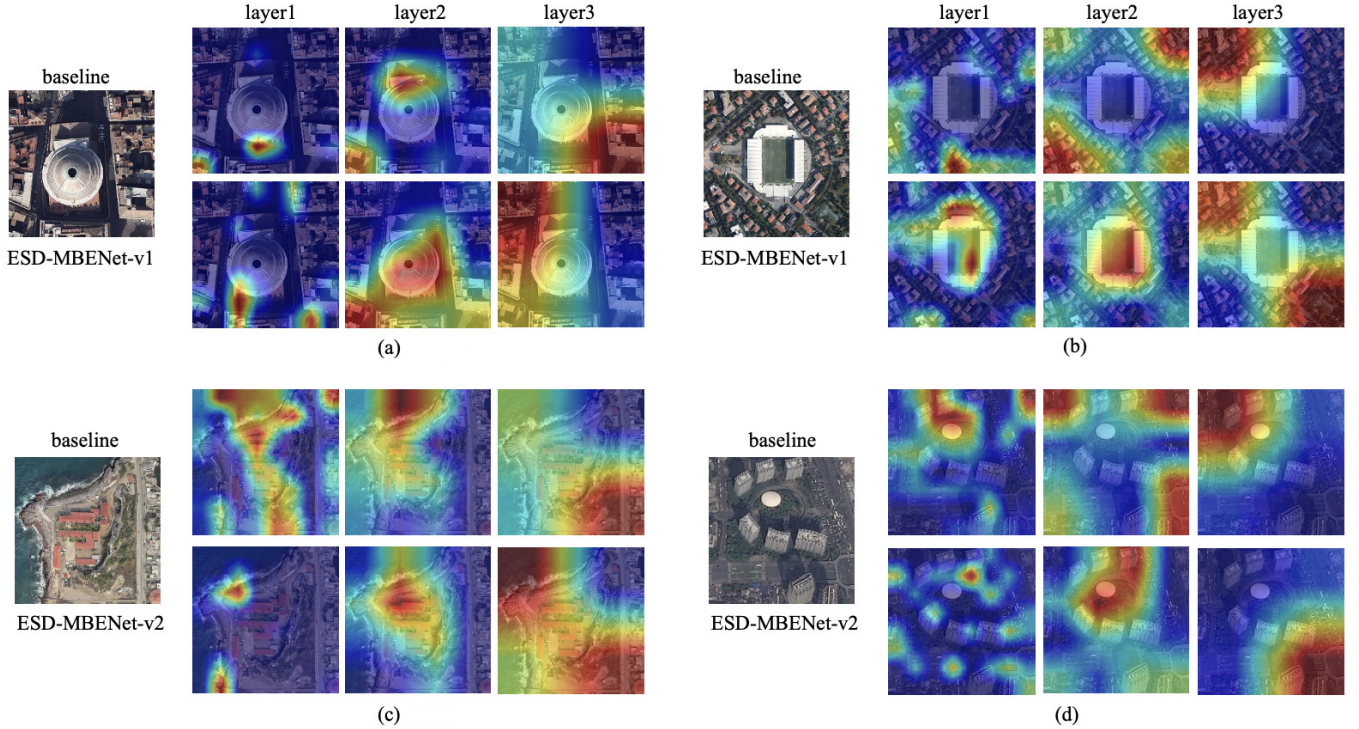 layer1 layer2 layer3
baseline
ESD-MBENet-v1
(a)
layer1 layer2 layer3
baseline
ESD-MBENet-v1
(b)
baseline
ESD-MBENet-v2
(c)
baseline
ESD-MBENet-v2
(d)